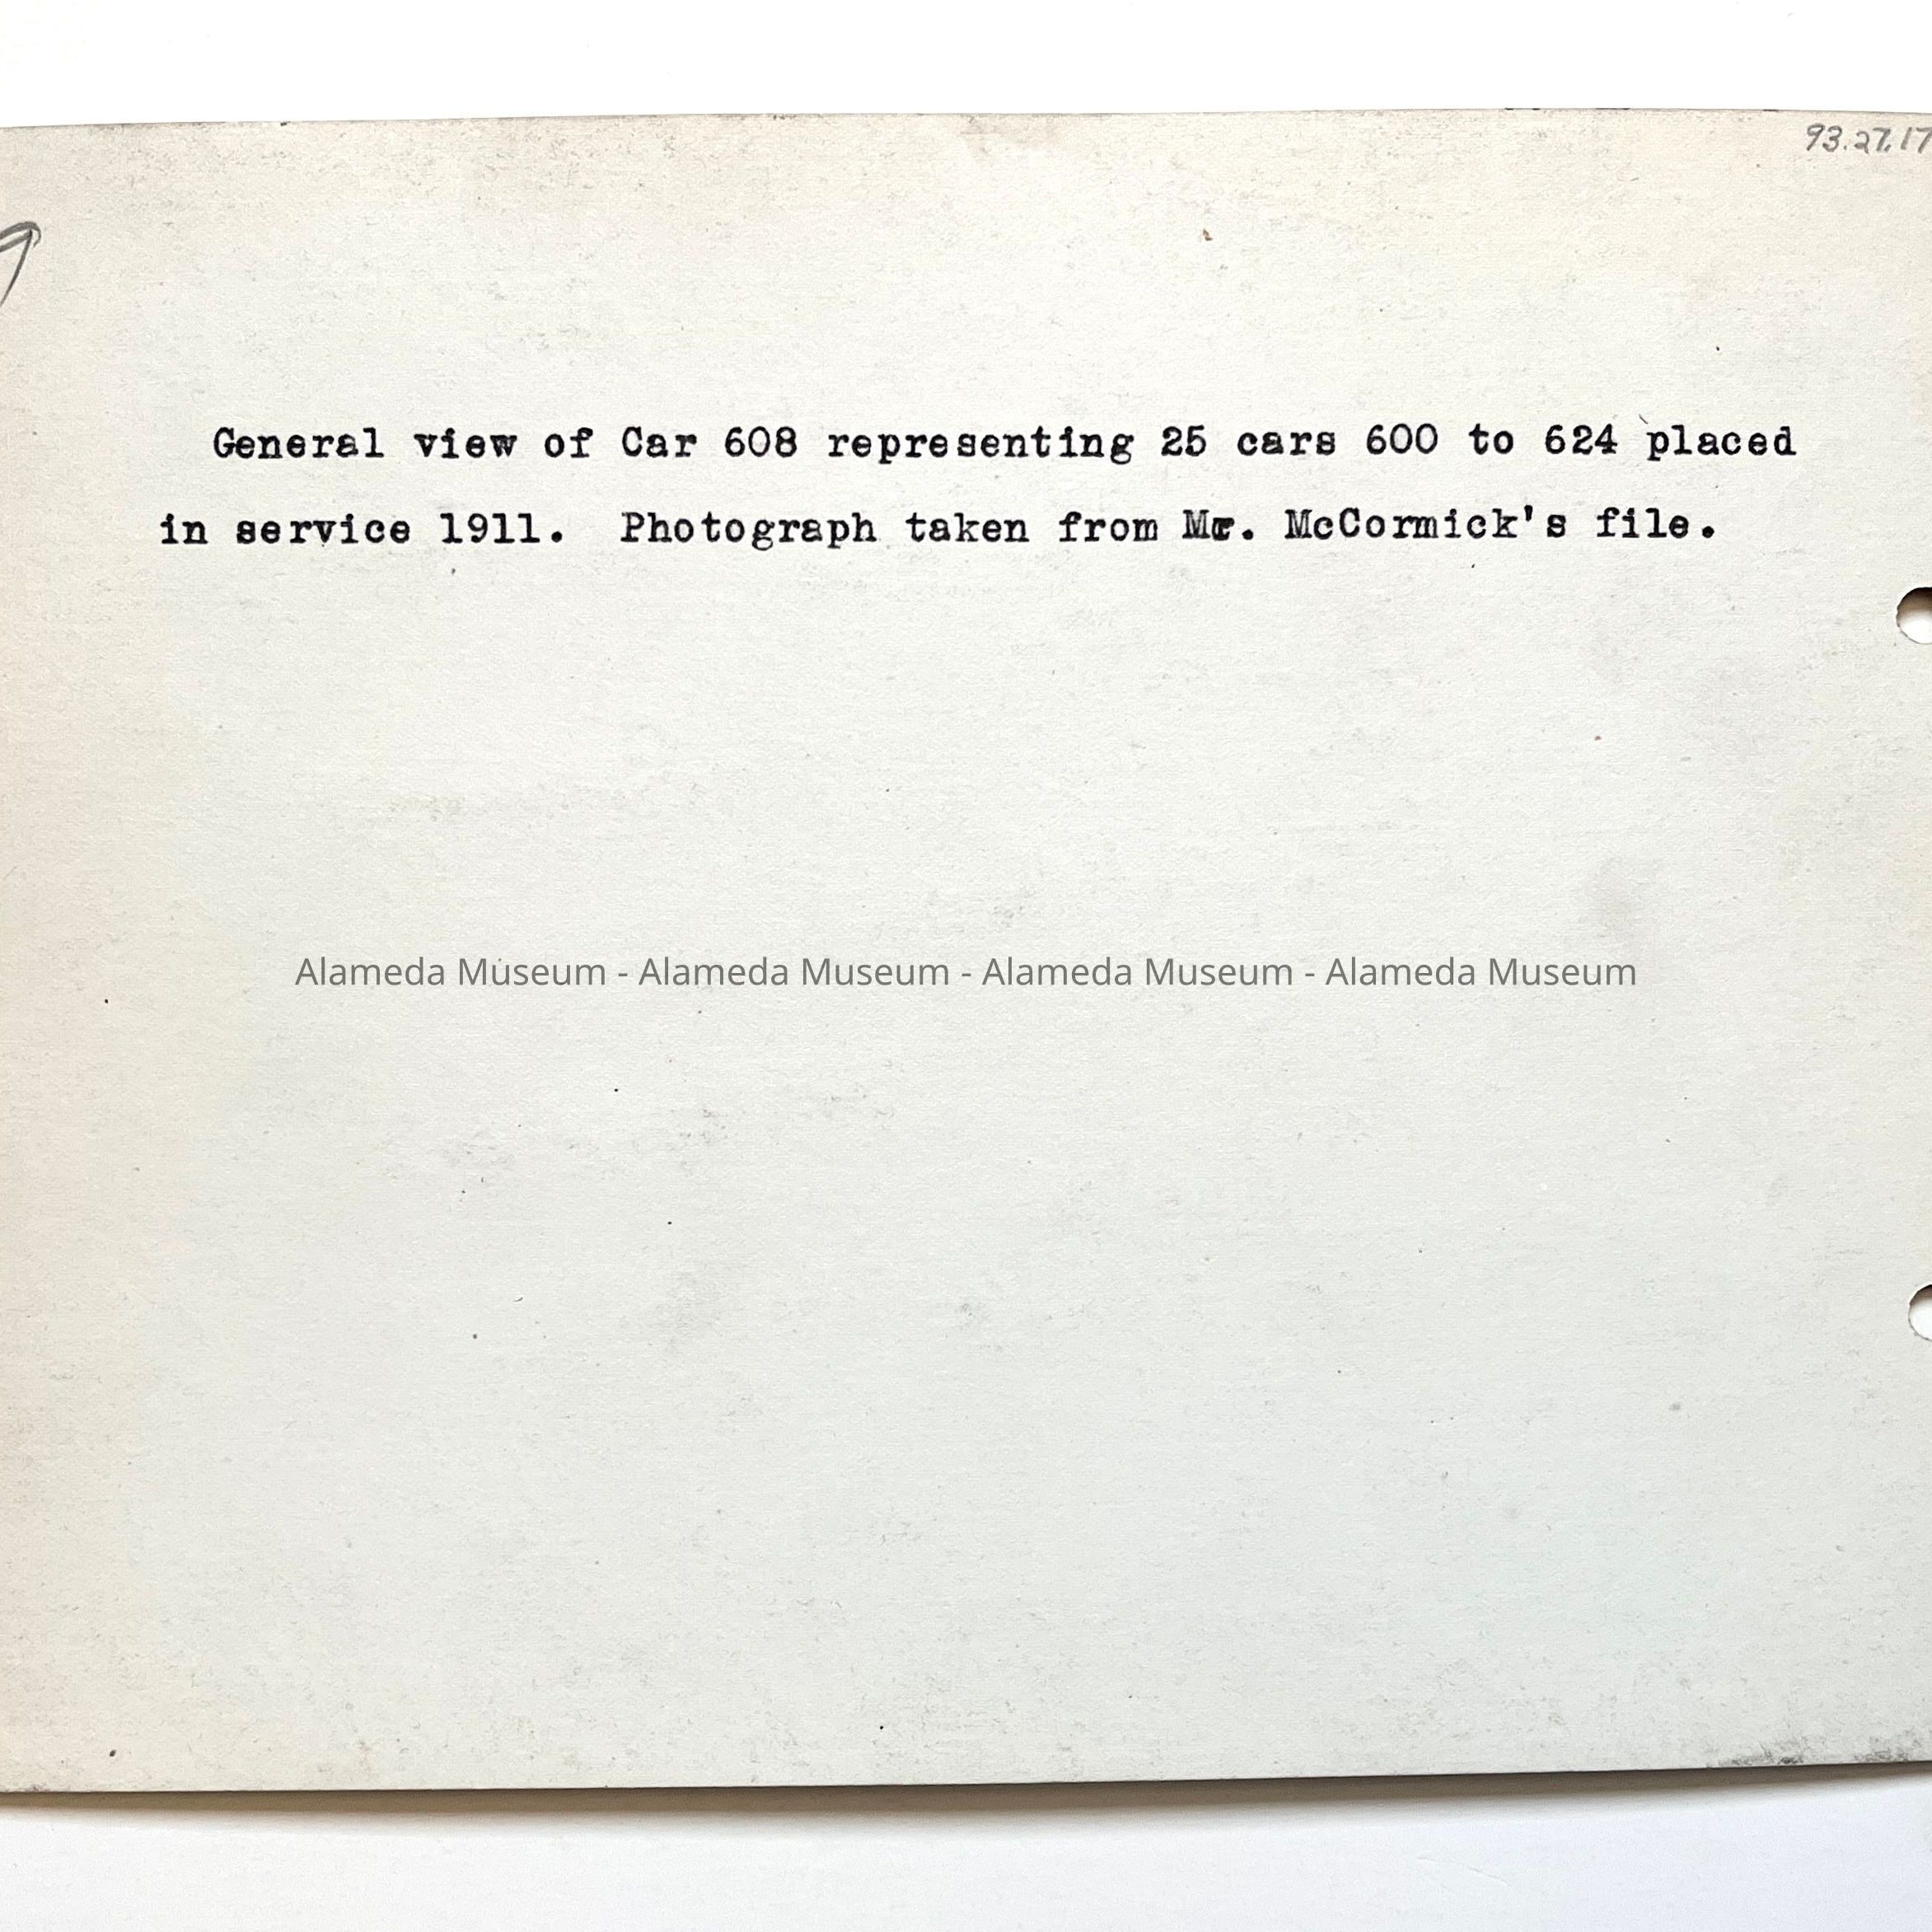 93.27.17
9
General view of Car 608 representing 25 cars 600 to 624 placed
in service 1911.  Photograph taken from Mr. McCormick's file.
Alameda Museum - Alameda Museum - Alameda Museum - Alameda Museum